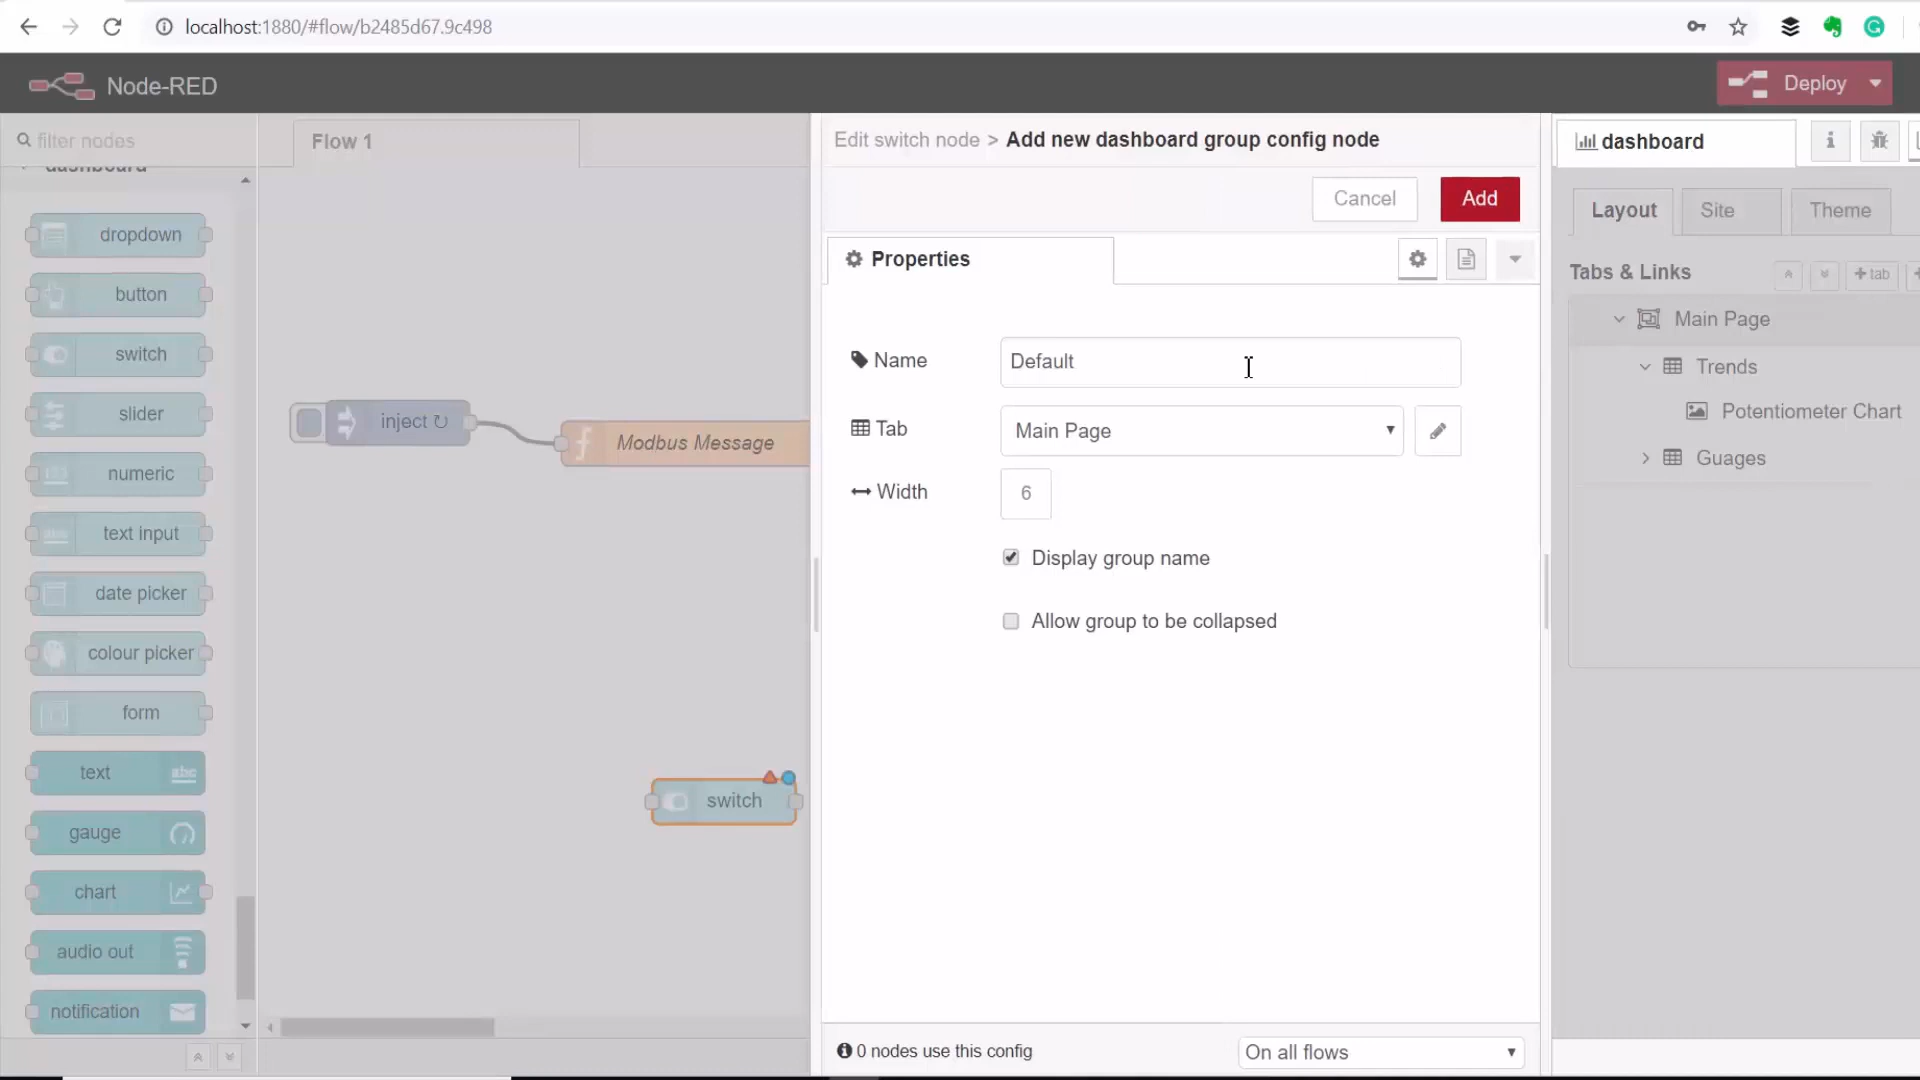 localhost:1880/#flow/b2485d67.9c498
Node-RED
Deploy
filter nodes
dashboard
dropdown
button
switch
slider
numeric
text input
date picker
colour picker
form
text
gauge
chart
audio out
notification
Flow 1
inject ↻
Modbus Message
switch
Edit switch node > Add new dashboard group config node
Cancel
Add
Properties
Name
Default
Tab
Main Page
Width
6
Display group name
Allow group to be collapsed
0 nodes use this config
On all flows
dashboard
Layout
Site
Theme
Tabs & Links
+tab
Main Page
Trends
Potentiometer Chart
Guages